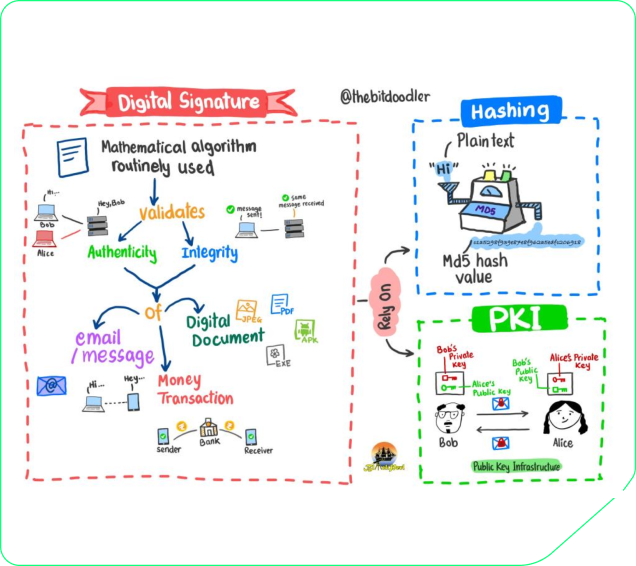 Digital Signature
@thebitdoodler
Mathematical algorithm
routinely used
validates
Authenticity
Integrity
Hi...
Hey, Bob
Bob
Alice
message
sent!
same
message received
of
email
/message
Digital
Document
JPEG
PDF
APK
EXE
Money
Transaction
Hi...
Hey...
sender
Bank
Receiver
Rely On
Hashing
Plain text
"Hi"
MD5
Md5 hash
value
PKI
Bob's
Private
Key
Alice's
Public Key
Bob's
Public
Key
Alice's Private
Key
Bob
Alice
Public Key Infrastructure